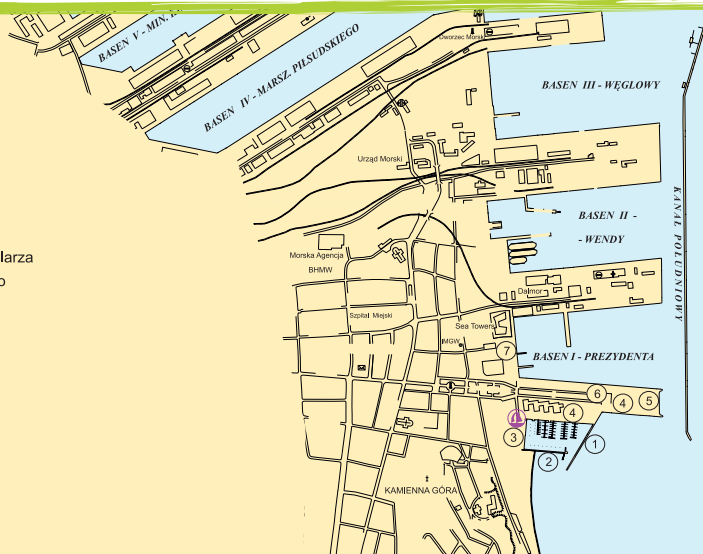 BASEN V - MIN.
BASEN IV - MARSZ. PIŁSUDSKIEGO
Dworzec Morski
BASEN III - WĘGLOWY
Urząd Morski
KANAŁ POŁUDNIOWY
BASEN II -
- WENDY
larza
o
Morska Agencja
BHMW
Dalmor
Szpital Miejski
Sea Towers
IMGW
7
BASEN I - PREZYDENTA
6
4
5
4
3
1
2
KAMIENNA GÓRA